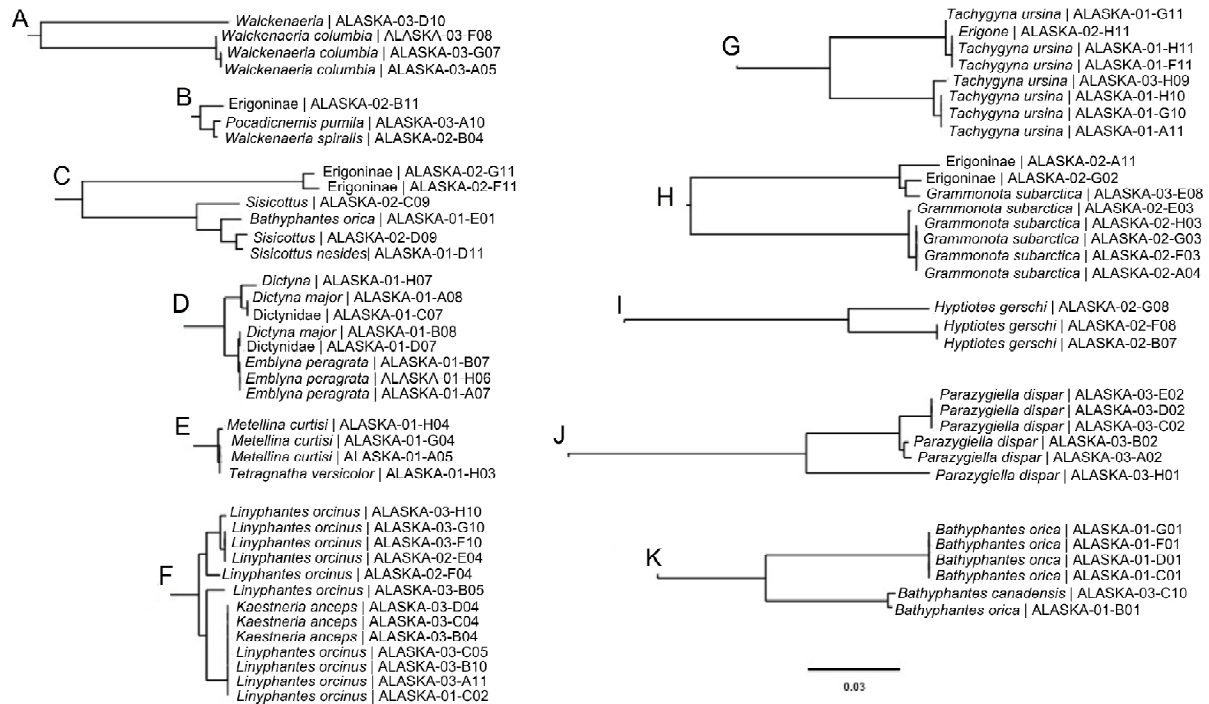 A
Walckenaeria | ALASKA-03-D10
Walckenaeria columbia | ALASKA-03-F08
Walckenaeria columbia | ALASKA-03-G07
Walckenaeria columbia | ALASKA-03-A05
B
Erigoninae | ALASKA-02-B11
Pocadicnemis pumila | ALASKA-03-A10
Walckenaeria spiralis | ALASKA-02-B04
C
Erigoninae | ALASKA-02-G11
Erigoninae | ALASKA-02-F11
Sisicottus | ALASKA-02-C09
Bathyphantes orica | ALASKA-01-E01
Sisicottus | ALASKA-02-D09
Sisicottus nesides| ALASKA-01-D11
D
Dictyna | ALASKA-01-H07
Dictyna major | ALASKA-01-A08
Dictynidae | ALASKA-01-C07
Dictyna major | ALASKA-01-B08
Dictynidae | ALASKA-01-D07
Emblyna peragrata | ALASKA-01-B07
Emblyna peragrata | ALASKA-01-H06
Emblyna peragrata | ALASKA-01-A07
E
Metellina curtisi | ALASKA-01-H04
Metellina curtisi | ALASKA-01-G04
Metellina curtisi | ALASKA-01-A05
Tetragnatha versicolor | ALASKA-01-H03
F
Linyphantes orcinus | ALASKA-03-H10
Linyphantes orcinus | ALASKA-03-G10
Linyphantes orcinus | ALASKA-03-F10
Linyphantes orcinus | ALASKA-02-E04
Linyphantes orcinus | ALASKA-02-F04
Linyphantes orcinus | ALASKA-03-B05
Kaestneria anceps | ALASKA-03-D04
Kaestneria anceps | ALASKA-03-C04
Kaestneria anceps | ALASKA-03-B04
Linyphantes orcinus | ALASKA-03-C05
Linyphantes orcinus | ALASKA-03-B10
Linyphantes orcinus | ALASKA-03-A11
Linyphantes orcinus | ALASKA-01-C02
G
Tachygyna ursina | ALASKA-01-G11
Erigone | ALASKA-02-H11
Tachygyna ursina | ALASKA-01-H11
Tachygyna ursina | ALASKA-01-F11
Tachygyna ursina | ALASKA-03-H09
Tachygyna ursina | ALASKA-01-H10
Tachygyna ursina | ALASKA-01-G10
Tachygyna ursina | ALASKA-01-A11
H
Erigoninae | ALASKA-02-A11
Erigoninae | ALASKA-02-G02
Grammonota subarctica | ALASKA-03-E08
Grammonota subarctica | ALASKA-02-E03
Grammonota subarctica | ALASKA-02-H03
Grammonota subarctica | ALASKA-02-G03
Grammonota subarctica | ALASKA-02-F03
Grammonota subarctica | ALASKA-02-A04
I
Hyptiotes gerschi | ALASKA-02-G08
Hyptiotes gerschi | ALASKA-02-F08
Hyptiotes gerschi | ALASKA-02-B07
J
Parazygiella dispar | ALASKA-03-E02
Parazygiella dispar | ALASKA-03-D02
Parazygiella dispar | ALASKA-03-C02
Parazygiella dispar | ALASKA-03-B02
Parazygiella dispar | ALASKA-03-A02
Parazygiella dispar | ALASKA-03-H01
K
Bathyphantes orica | ALASKA-01-G01
Bathyphantes orica | ALASKA-01-F01
Bathyphantes orica | ALASKA-01-D01
Bathyphantes orica | ALASKA-01-C01
Bathyphantes canadensis | ALASKA-03-C10
Bathyphantes orica | ALASKA-01-B01
0.03